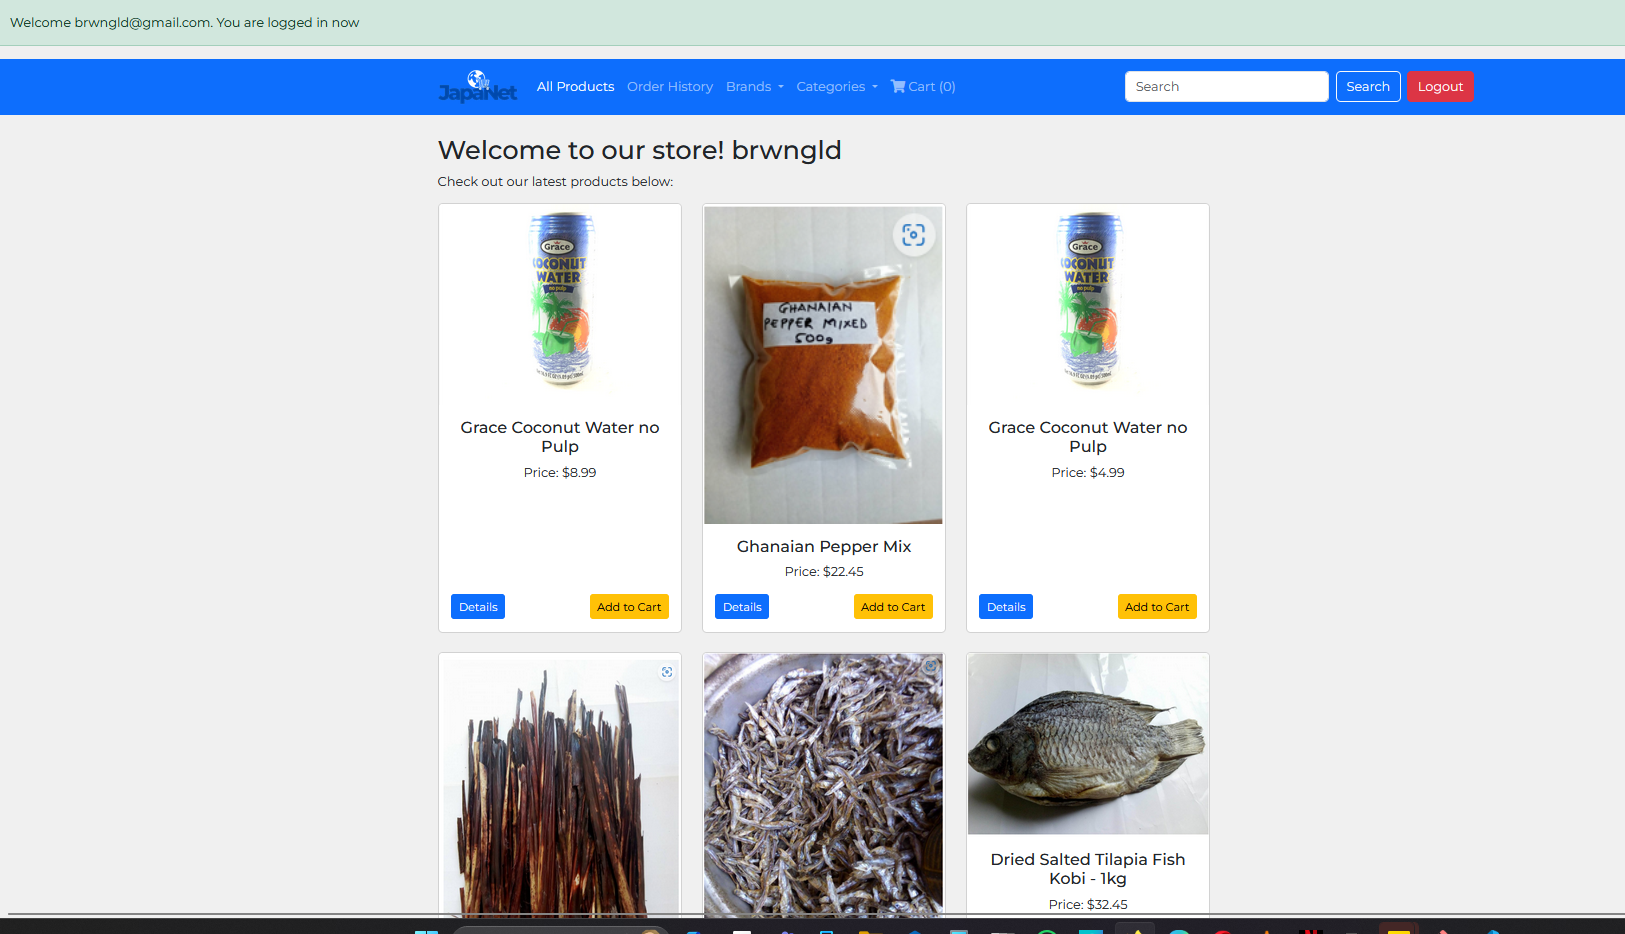 Welcome brwngld@gmail.com. You are logged in now
JapaNet
All Products
Order History
Brands
Categories
Cart (0)
Search
Search
Logout
Welcome to our store! brwngld
Check out our latest products below:
Grace
COCONUT
WATER
no pulp
Grace Coconut Water no
Pulp
Price: $8.99
Details
Add to Cart
GHANAIAN
PEPPER MIXED
500g
Ghanaian Pepper Mix
Price: $22.45
Details
Add to Cart
Grace
COCONUT
WATER
no pulp
Grace Coconut Water no
Pulp
Price: $4.99
Details
Add to Cart
Dried Salted Tilapia Fish
Kobi - 1kg
Price: $32.45